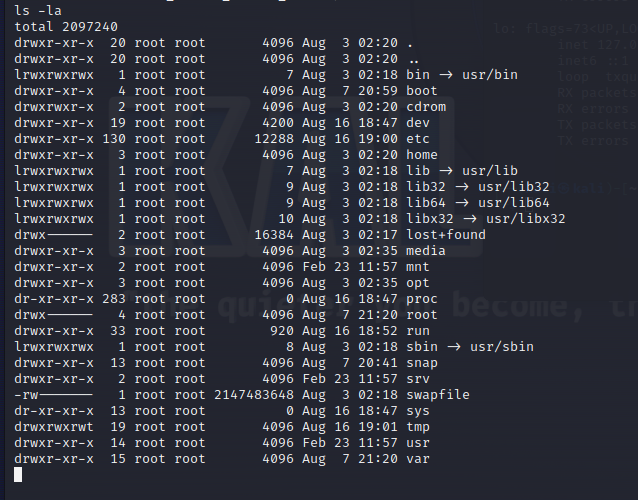 ls -la
total 2097240
drwxr-xr-x  20 root root       4096 Aug  3 02:20 .
drwxr-xr-x  20 root root       4096 Aug  3 02:20 ..
lrwxrwxrwx   1 root root          7 Aug  3 02:18 bin -> usr/bin
drwxr-xr-x   4 root root       4096 Aug  7 20:59 boot
drwxrwxr-x   2 root root       4096 Aug  3 02:20 cdrom
drwxr-xr-x  19 root root       4200 Aug 16 18:47 dev
drwxr-xr-x 130 root root      12288 Aug 16 19:00 etc
drwxr-xr-x   3 root root       4096 Aug  3 02:20 home
lrwxrwxrwx   1 root root          7 Aug  3 02:18 lib -> usr/lib
lrwxrwxrwx   1 root root          9 Aug  3 02:18 lib32 -> usr/lib32
lrwxrwxrwx   1 root root          9 Aug  3 02:18 lib64 -> usr/lib64
lrwxrwxrwx   1 root root         10 Aug  3 02:18 libx32 -> usr/libx32
drwx------   2 root root      16384 Aug  3 02:17 lost+found
drwxr-xr-x   3 root root       4096 Aug  3 02:35 media
drwxr-xr-x   2 root root       4096 Feb 23 11:57 mnt
drwxr-xr-x   3 root root       4096 Aug  3 02:35 opt
dr-xr-xr-x 283 root root          0 Aug 16 18:47 proc
drwx------   4 root root       4096 Aug  7 21:20 root
drwxr-xr-x  33 root root        920 Aug 16 18:52 run
lrwxrwxrwx   1 root root          8 Aug  3 02:18 sbin -> usr/sbin
drwxr-xr-x  13 root root       4096 Aug  7 20:41 snap
drwxr-xr-x   2 root root       4096 Feb 23 11:57 srv
-rw-------   1 root root 2147483648 Aug  3 02:18 swapfile
dr-xr-xr-x  13 root root          0 Aug 16 18:47 sys
drwxrwxrwt  19 root root       4096 Aug 16 19:01 tmp
drwxr-xr-x  14 root root       4096 Feb 23 11:57 usr
drwxr-xr-x  15 root root       4096 Aug  7 21:20 var